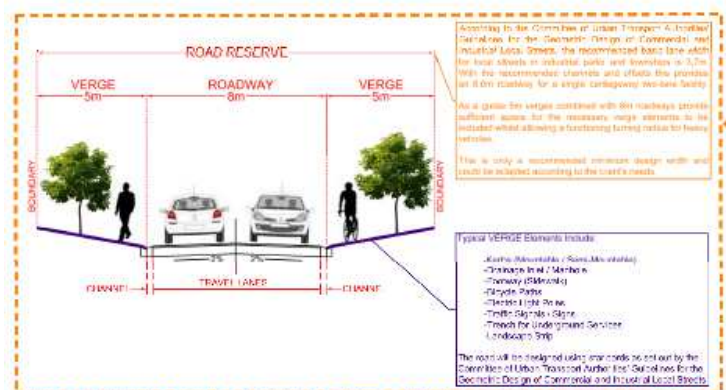 ROAD RESERVE
VERGE
5m
ROADWAY
8m
VERGE
5m
BOUNDARY
BOUNDARY
2%
2%
CHANNEL
TRAVEL LANES
CHANNEL
According to the Committee of Urban Transport Authorities'
Guidelines for the Geometric Design of Commercial and
Industrial Local Streets, the recommended basic lane width
for local streets in industrial parks and townships is 3,7m.
With the recommended channels and offsets this provides
an 8.0m roadway for a single carriageway two-lane facility.
As a guide 5m verges combined with 8m roadways provide
sufficient space for the necessary verge elements to be
included whilst allowing a functioning turning radius for heavy
vehicles.
This is only a recommended minimum design width and
could be adapted according to the client's needs.
Typical VERGE Elements Include:
-Kerbs (Mountable / Semi-Mountable)
-Drainage Inlet / Manhole
-Footway (Sidewalk)
-Bicycle Paths
-Electric Light Poles
-Traffic Signals / Signs
-Trench for Underground Services
-Landscape Strip
The road will be designed using standards as set out by the
Committee of Urban Transport Authorities' Guidelines for the
Geometric Design of Commercial and Industrial Local Streets